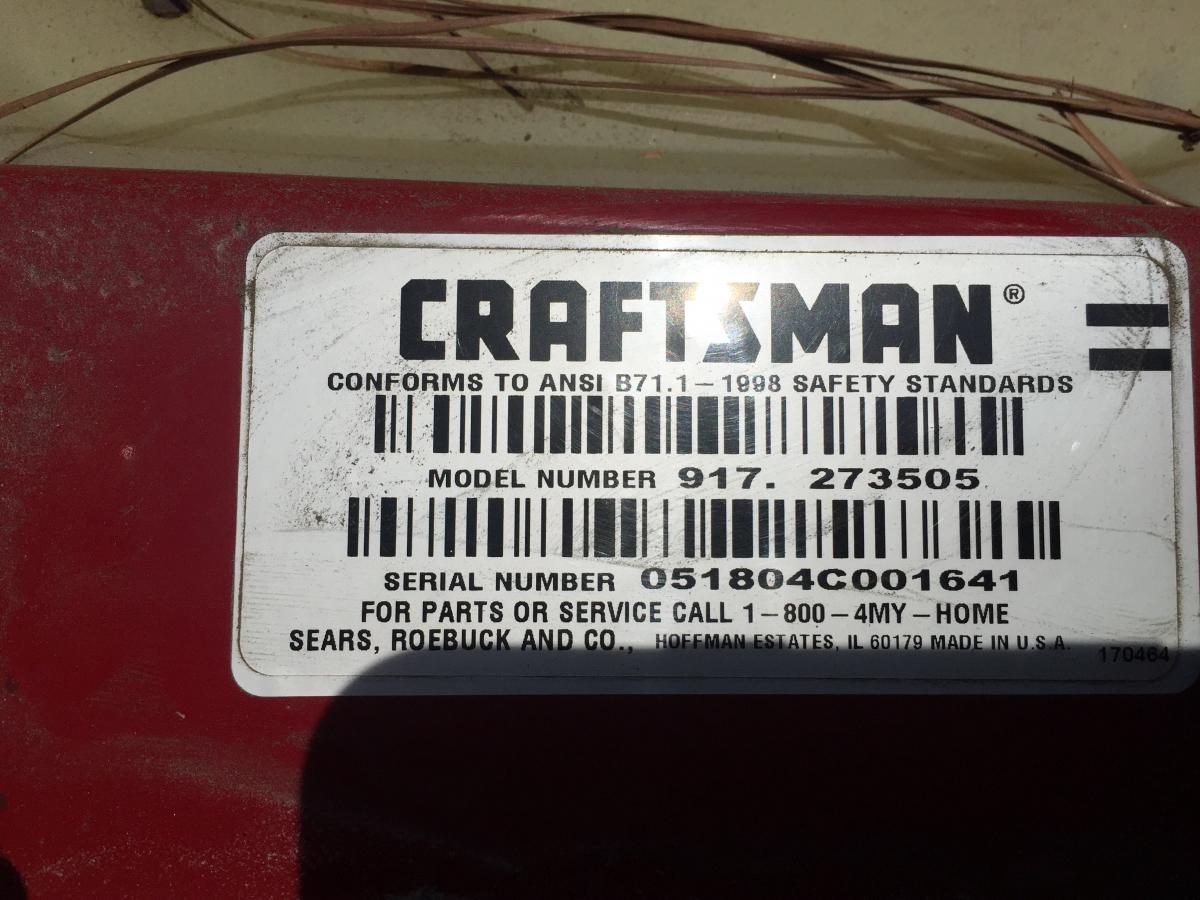 CRAFTSMAN®
CONFORMS TO ANSI B71.1-1998 SAFETY STANDARDS
MODEL NUMBER 917. 273505
SERIAL NUMBER 051804C001641
FOR PARTS OR SERVICE CALL 1-800-4MY-HOME
SEARS, ROEBUCK AND CO., HOFFMAN ESTATES, IL 60179 MADE IN U.S.A.
170464